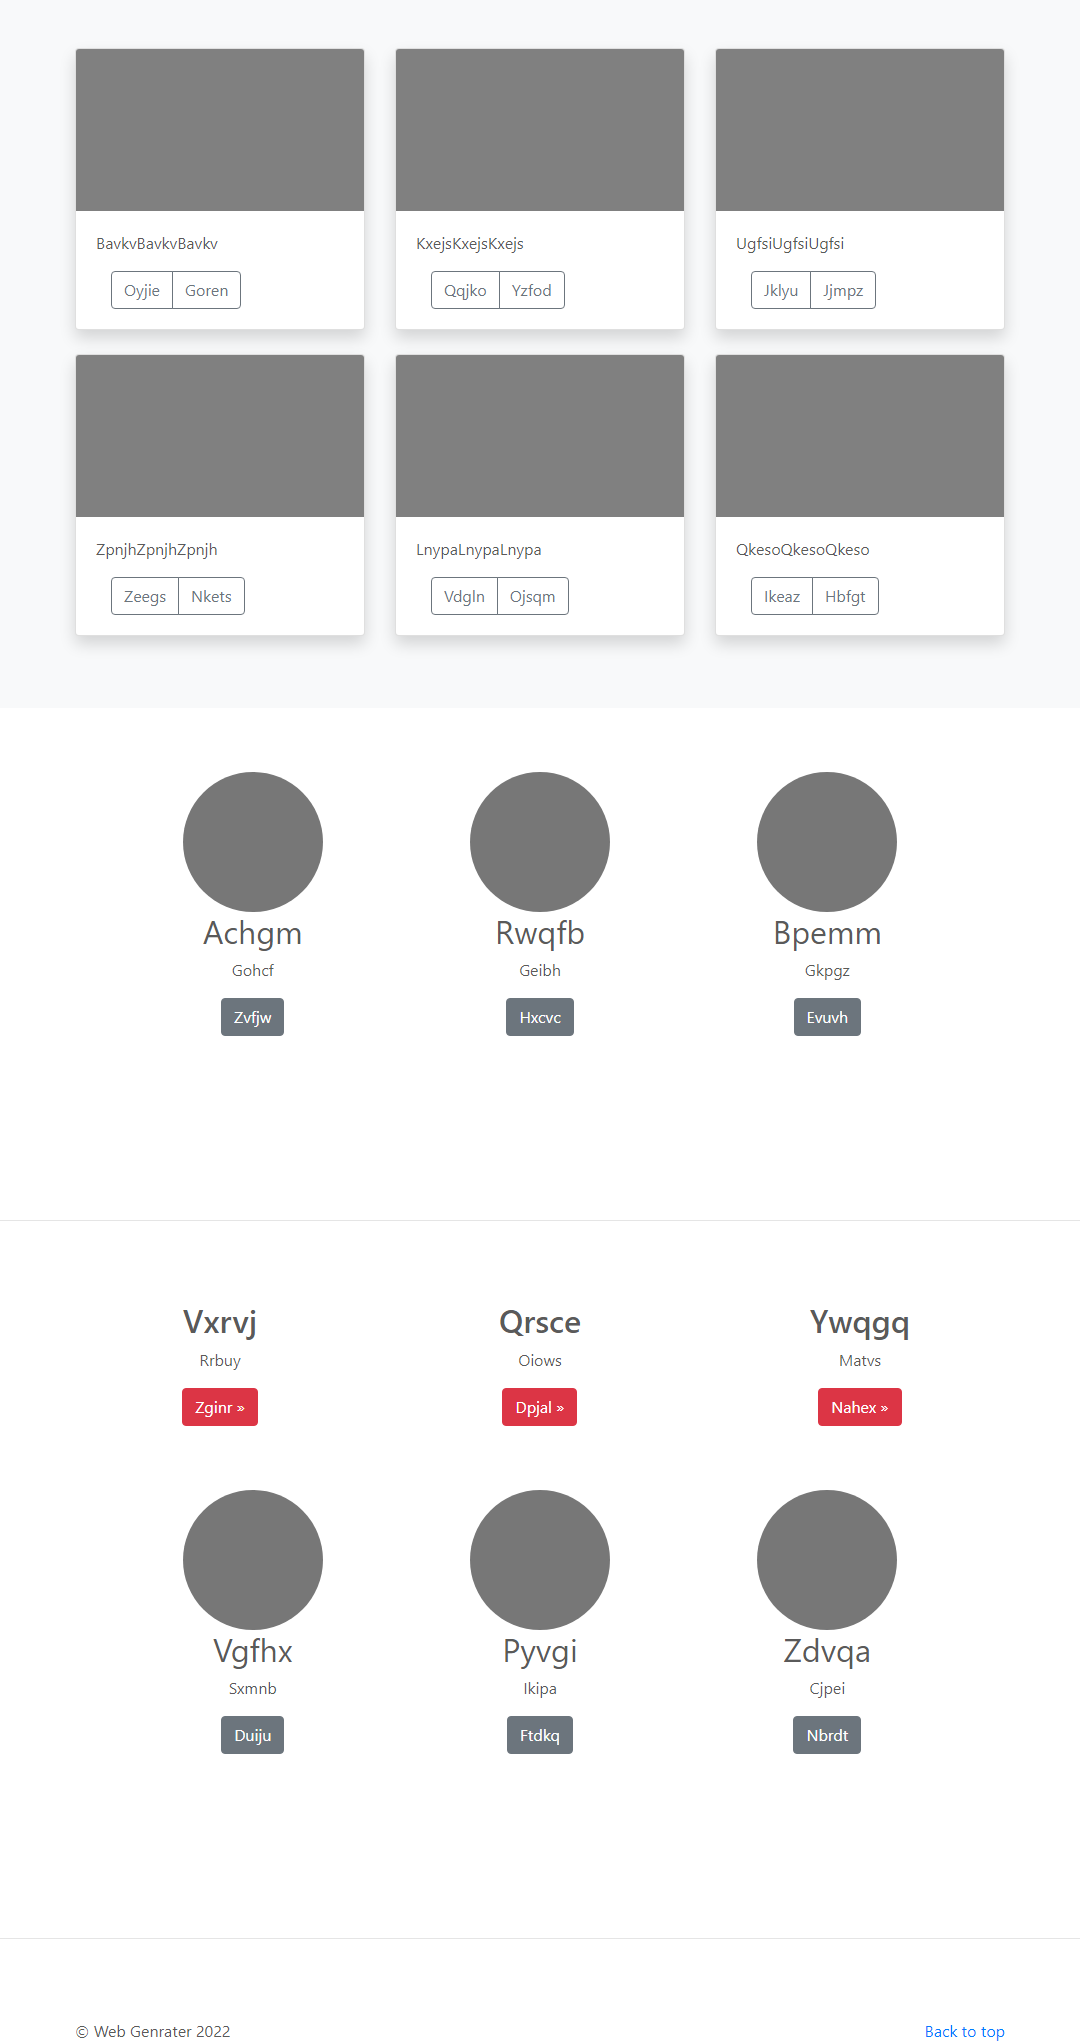 BavkvBavkvBavkv KxejsKxejsKxejs UgfsiUgfsiUgfsi
Oyjie Goren Qqjko Yzfod Jklyu Jjmpz
ZpnjhZpnjhZpnjh LnypaLnypaLnypa QkesoQkesoQkeso
Zeegs Nkets Vdgln Ojsqm Ikeaz Hbfgt
Achgm Rwqfb Bpemm
Gohcf Geibh Gkpgz
Zvfjw Hxcvc Evuvh
Vxrvj Qrsce Ywqgq
Rrbuy Oiows Matvs
Zginr » Dpjal » Nahex »
Vgfhx Pyvgi Zdvqa
Sxmnb Ikipa Cjpei
Duiju Ftdkq Nbrdt
© Web Genrater 2022 Back to top